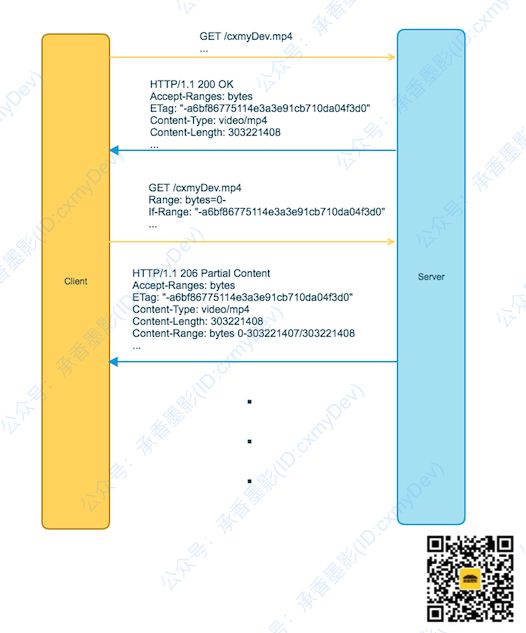 GET /cxmyDev.mp4
...
HTTP/1.1 200 OK
Accept-Ranges: bytes
ETag: "-a6bf86775114e3a3e91cb710da04f3d0"
Content-Type: video/mp4
Content-Length: 303221408
...
GET /cxmyDev.mp4
Range: bytes=0-
If-Range: "-a6bf86775114e3a3e91cb710da04f3d0"
...
Client
Server
HTTP/1.1 206 Partial Content
Accept-Ranges: bytes
ETag: "-a6bf86775114e3a3e91cb710da04f3d0"
Content-Type: video/mp4
Content-Length: 303221408
Content-Range: bytes 0-303221407/303221408
...
公众号：承香墨影(ID:cxmyDev)